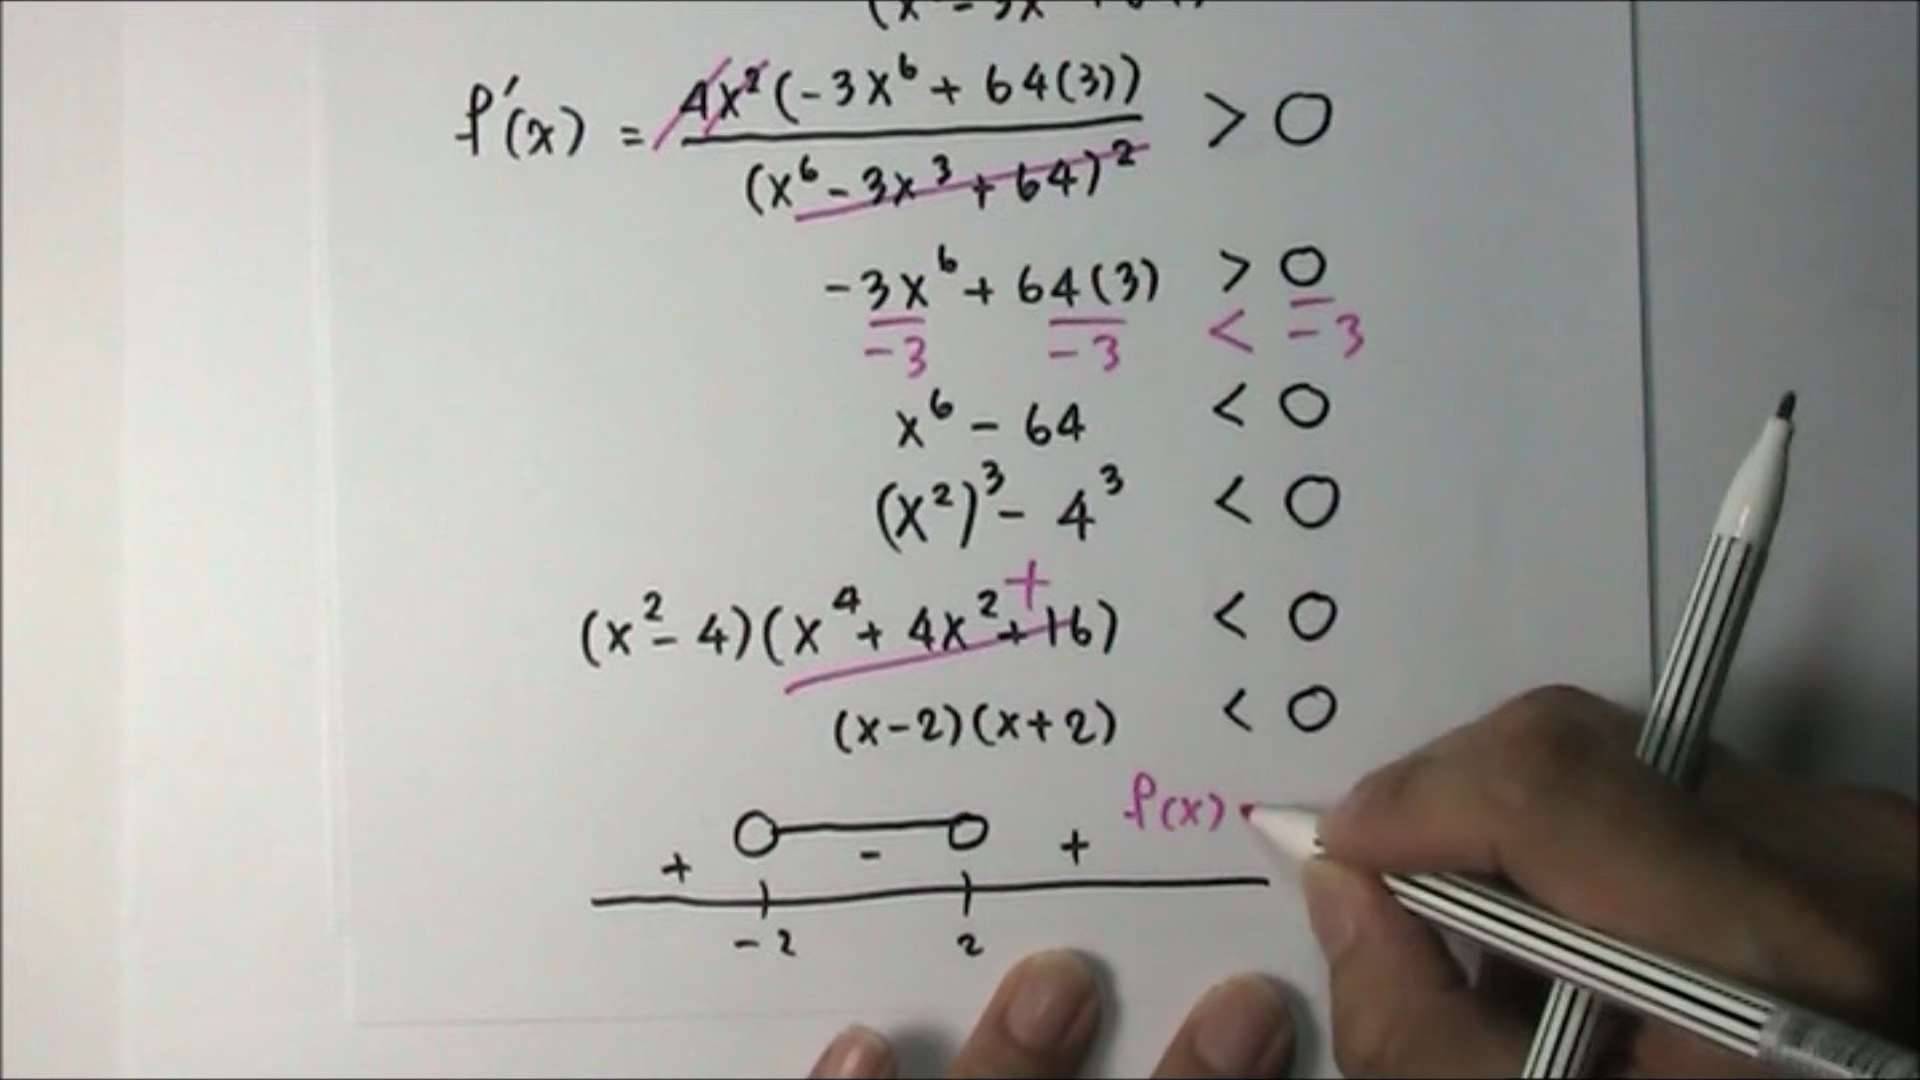 f'(x) = 4x²(-3x⁶ + 64(3)) / (x⁶ - 3x³ + 64)² > 0
-3x⁶ + 64(3) > 0
-3 -3 < -3
x⁶ - 64 < 0
(x²)³ - 4³ < 0
+
(x² - 4)(x⁴ + 4x² + 16) < 0
(x-2)(x+2) < 0
f(x)
+ - +
-2 2